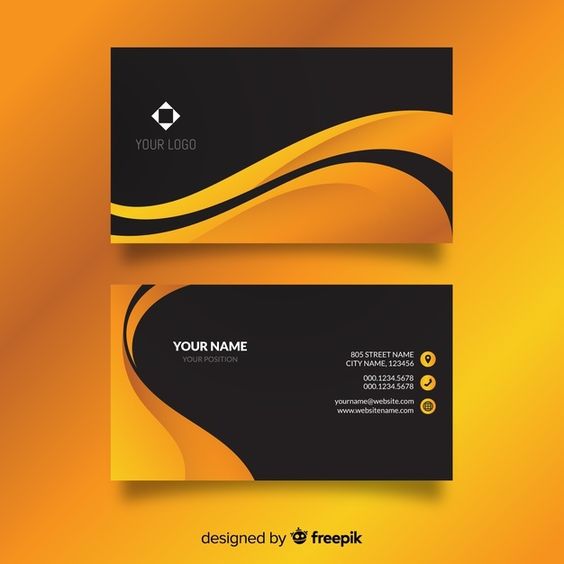 YOUR LOGO
YOUR NAME
YOUR POSITION
805 STREET NAME
CITY NAME, 123456
000.1234.5678
000.1234.5678
yourname@website.com
www.websitename.com
designed by freepik